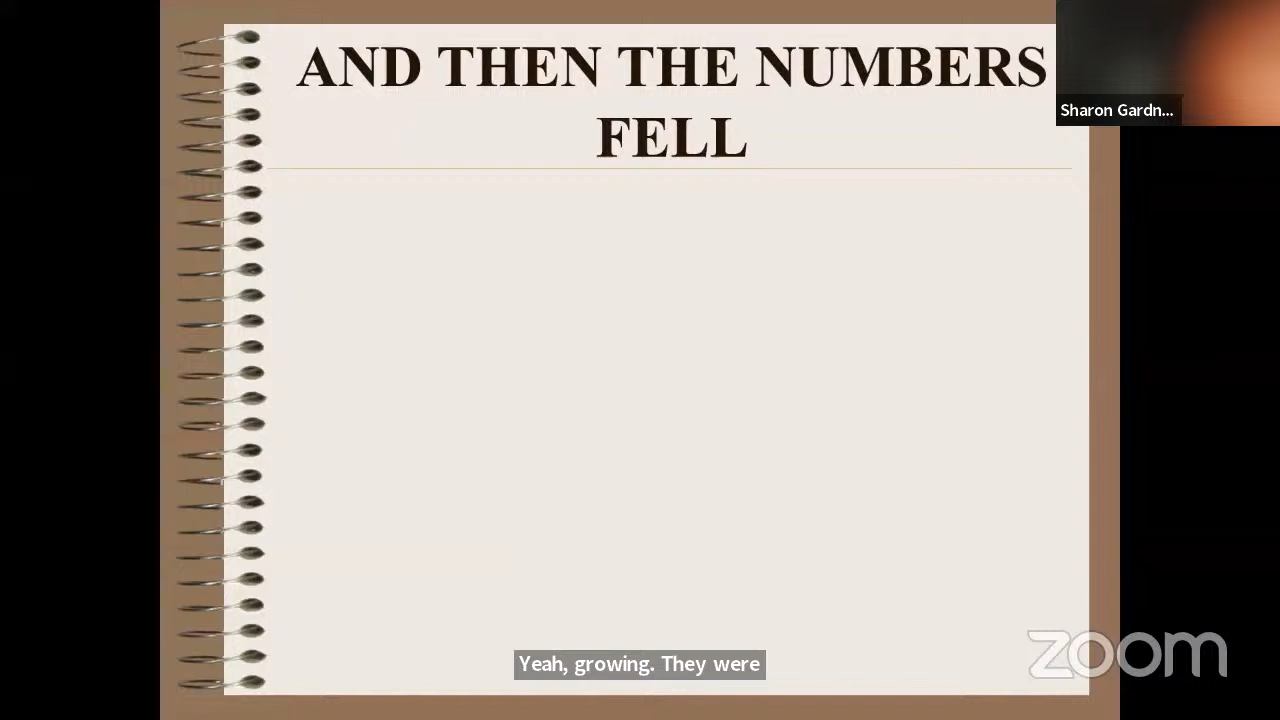 AND THEN THE NUMBERS
FELL
Sharon Gardn...
Yeah, growing. They were
zoom